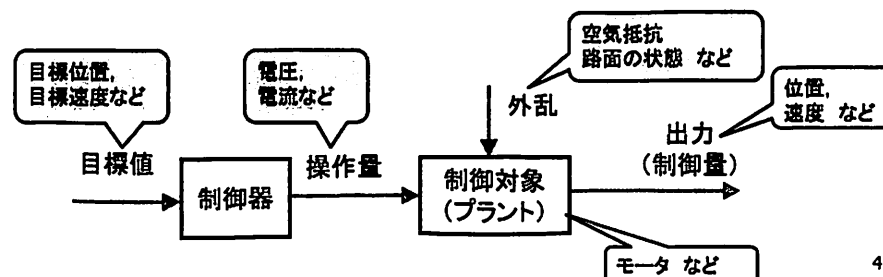 目標位置,
目標速度など
電圧,
電流など
空気抵抗
路面の状態 など
位置,
速度 など
外乱
目標値
操作量
出力
(制御量)
制御器
制御対象
(プラント)
モータ など
4